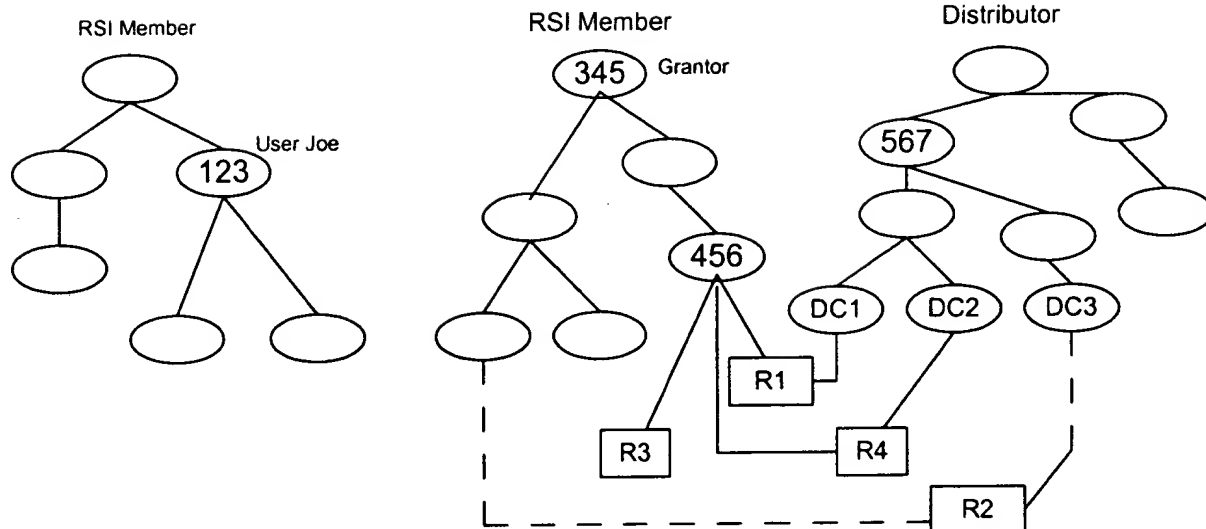 RSI Member
User Joe
123
RSI Member
345
Grantor
456
R1
R3
R4
R2
Distributor
567
DC1
DC2
DC3